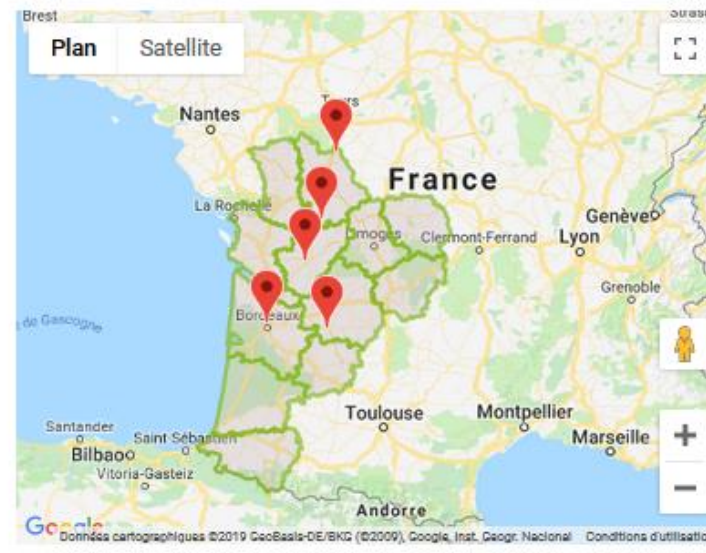 Brest
Stras
Plan Satellite
Tours
Nantes
France
La Rochelle
Limoges
Clermont-Ferrand
Genève
Lyon
Grenoble
Bordeaux
de Gascogne
Toulouse
Montpellier
Marseille
Santander
Saint-Sébastien
Bilbao
Vitoria-Gasteiz
Andorre
Google
Données cartographiques ©2019 GeoBasis-DE/BKG (©2009), Google, Inst. Geogr. Nacional Conditions d'utilisatio